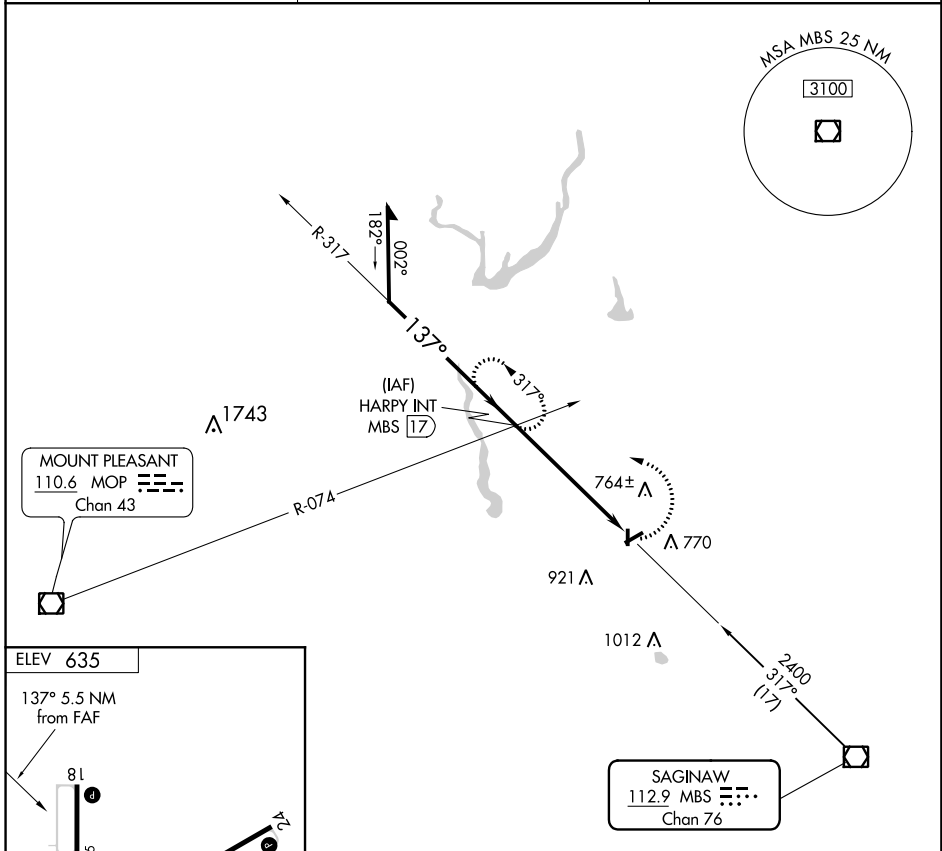 MSA MBS 25 NM
3100
R-317
182°
002°
137°
317°
(IAF)
HARPY INT
MBS 17
1743
MOUNT PLEASANT
110.6 MOP
Chan 43
R-074
764±
770
921
1012
2400
317°
(17)
SAGINAW
112.9 MBS
Chan 76
ELEV 635
137° 5.5 NM
from FAF
18
P
24
P